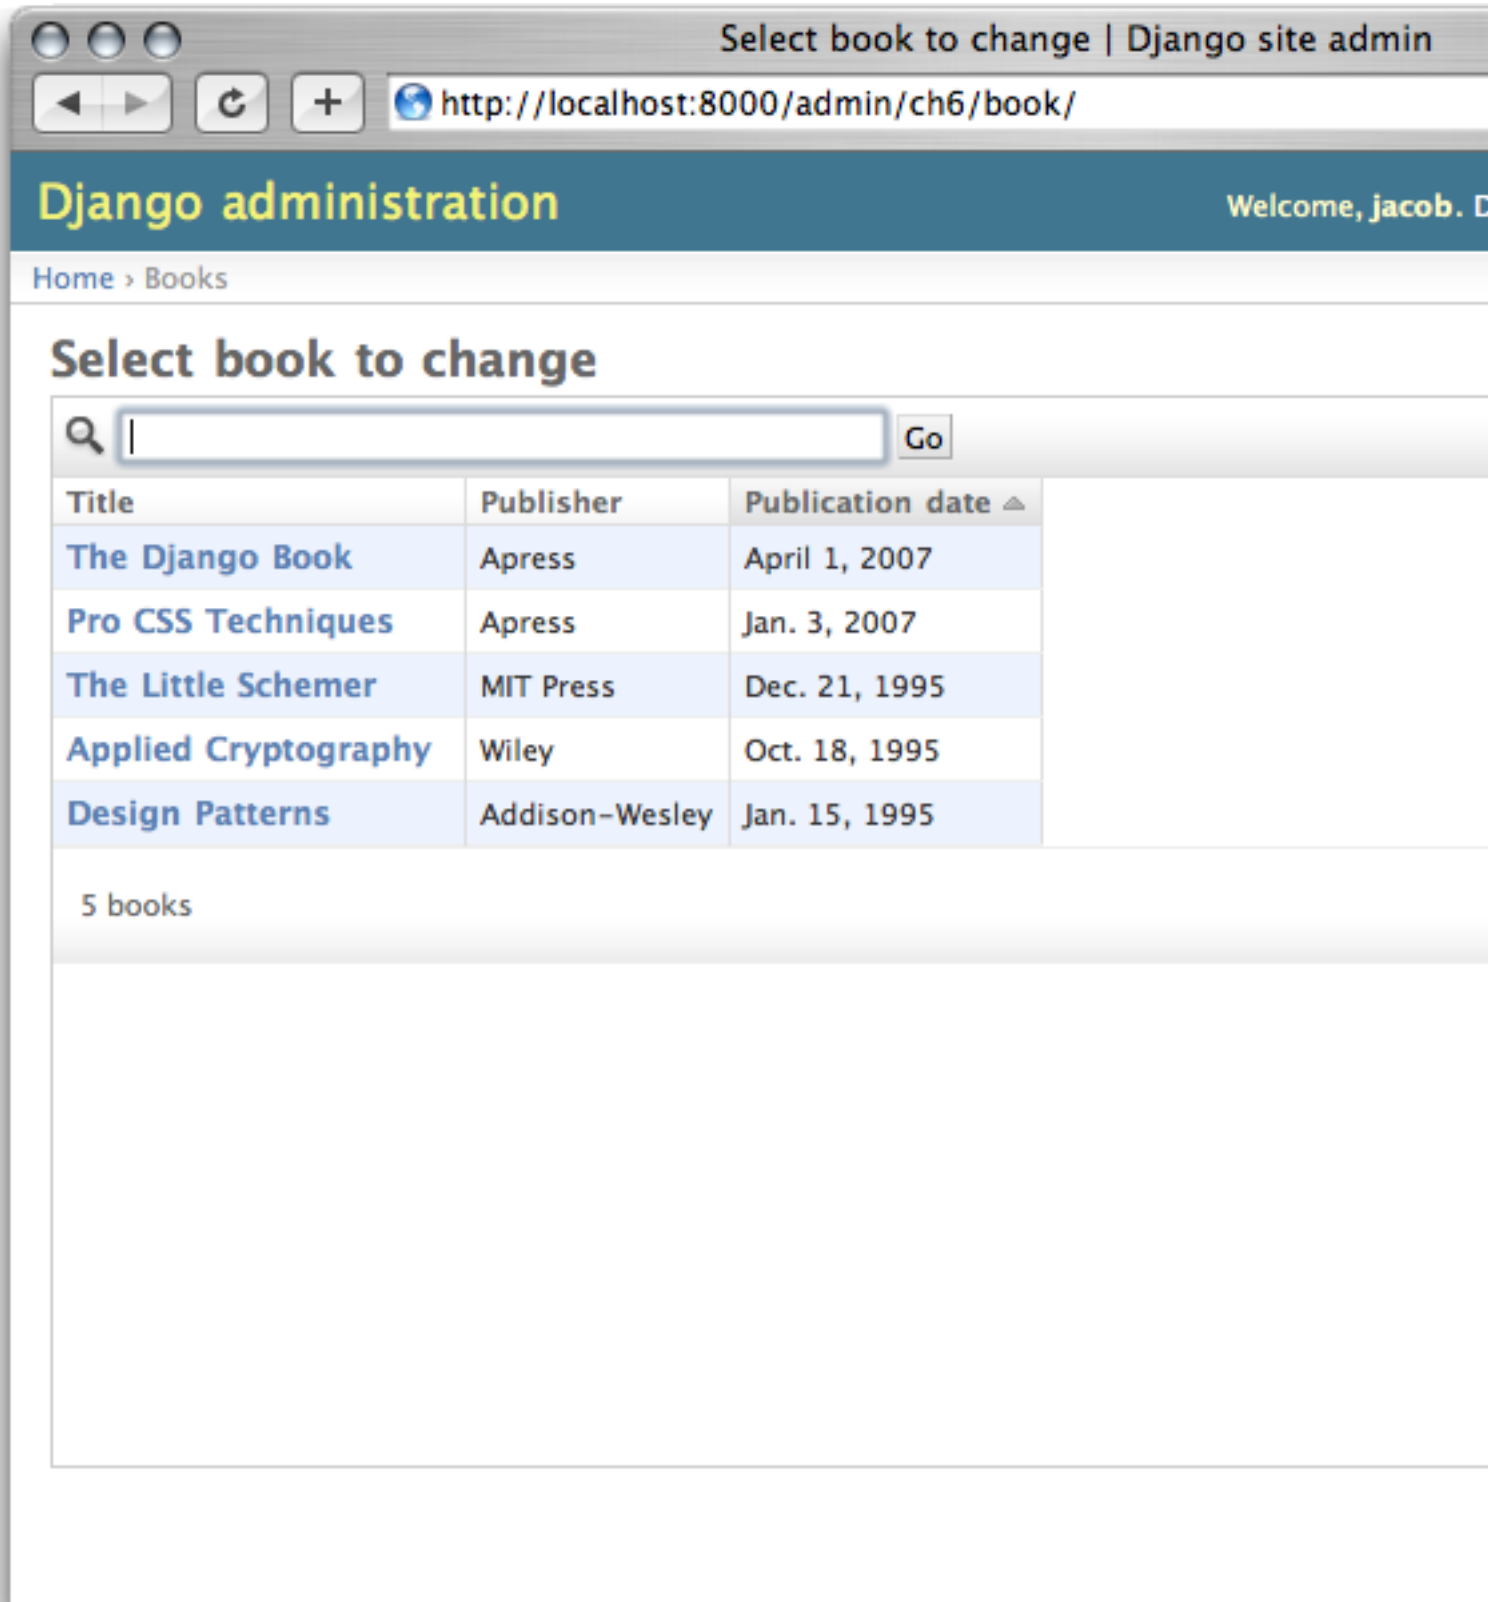 Select book to change | Django site admin
http://localhost:8000/admin/ch6/book/
Django administration
Welcome, jacob.
Home › Books
Select book to change
Go
Title Publisher Publication date
The Django Book Apress April 1, 2007
Pro CSS Techniques Apress Jan. 3, 2007
The Little Schemer MIT Press Dec. 21, 1995
Applied Cryptography Wiley Oct. 18, 1995
Design Patterns Addison-Wesley Jan. 15, 1995
5 books